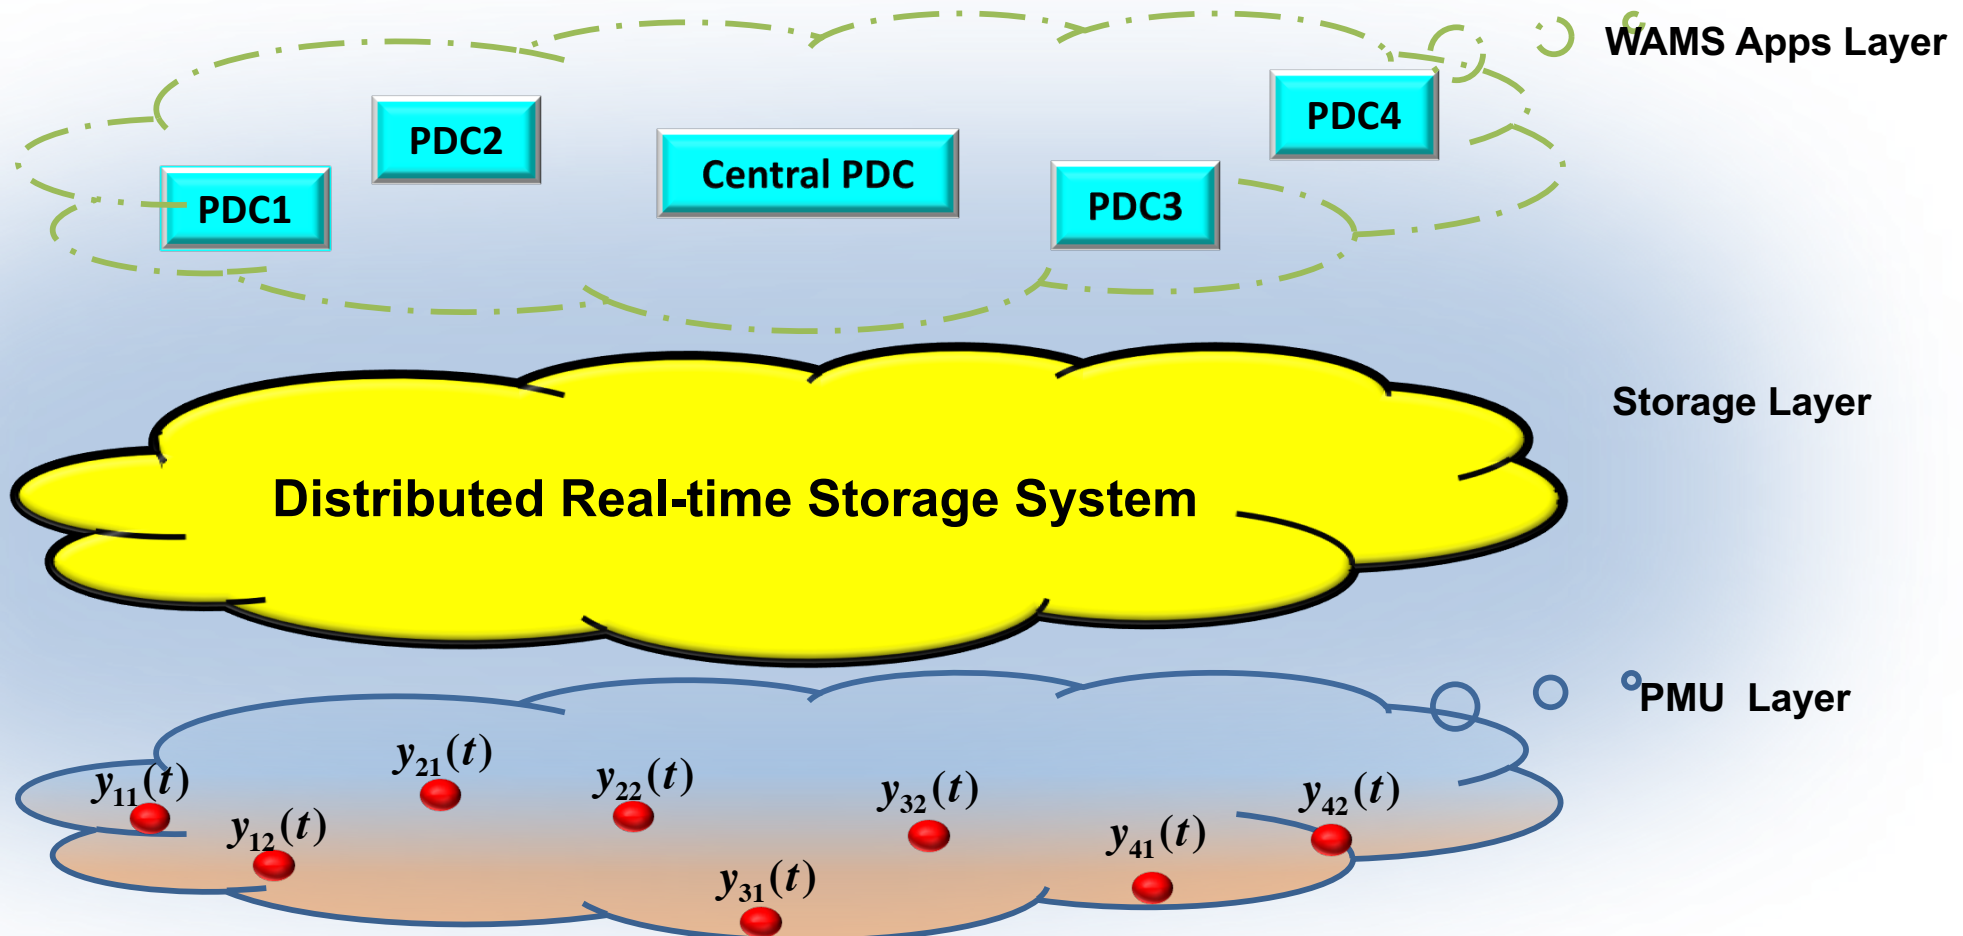 WAMS Apps Layer
PDC4
PDC2
Central PDC
PDC3
PDC1
Storage Layer
Distributed Real-time Storage System
PMU Layer
y₂₁(t)
y₁₁(t)
y₂₂(t)
y₃₂(t)
y₄₂(t)
y₁₂(t)
y₄₁(t)
y₃₁(t)